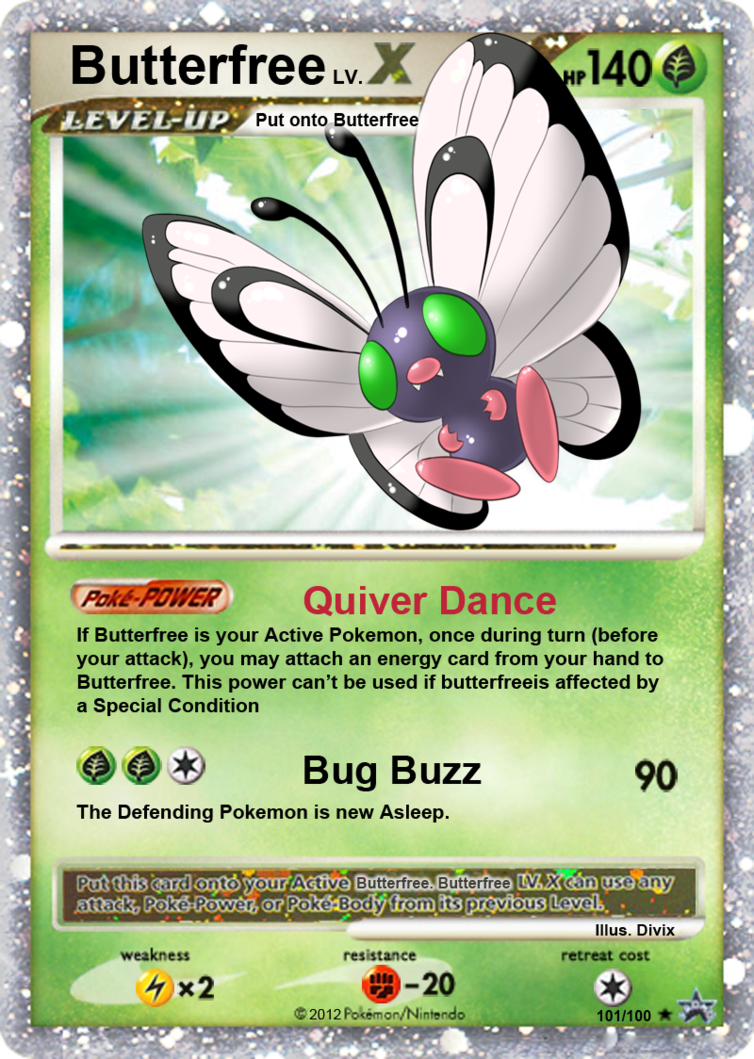 Butterfree LV. X HP 140
LEVEL-UP Put onto Butterfree
Poké-POWER Quiver Dance
If Butterfree is your Active Pokemon, once during turn (before
your attack), you may attach an energy card from your hand to
Butterfree. This power can't be used if butterfreeis affected by
a Special Condition
Bug Buzz 90
The Defending Pokemon is new Asleep.
Put this card onto your Active Butterfree. Butterfree LV. X can use any
attack, Poké-Power, or Poké-Body from its previous Level.
Illus. Divix
weakness resistance retreat cost
×2 -20
©2012 Pokémon/Nintendo 101/100 ★